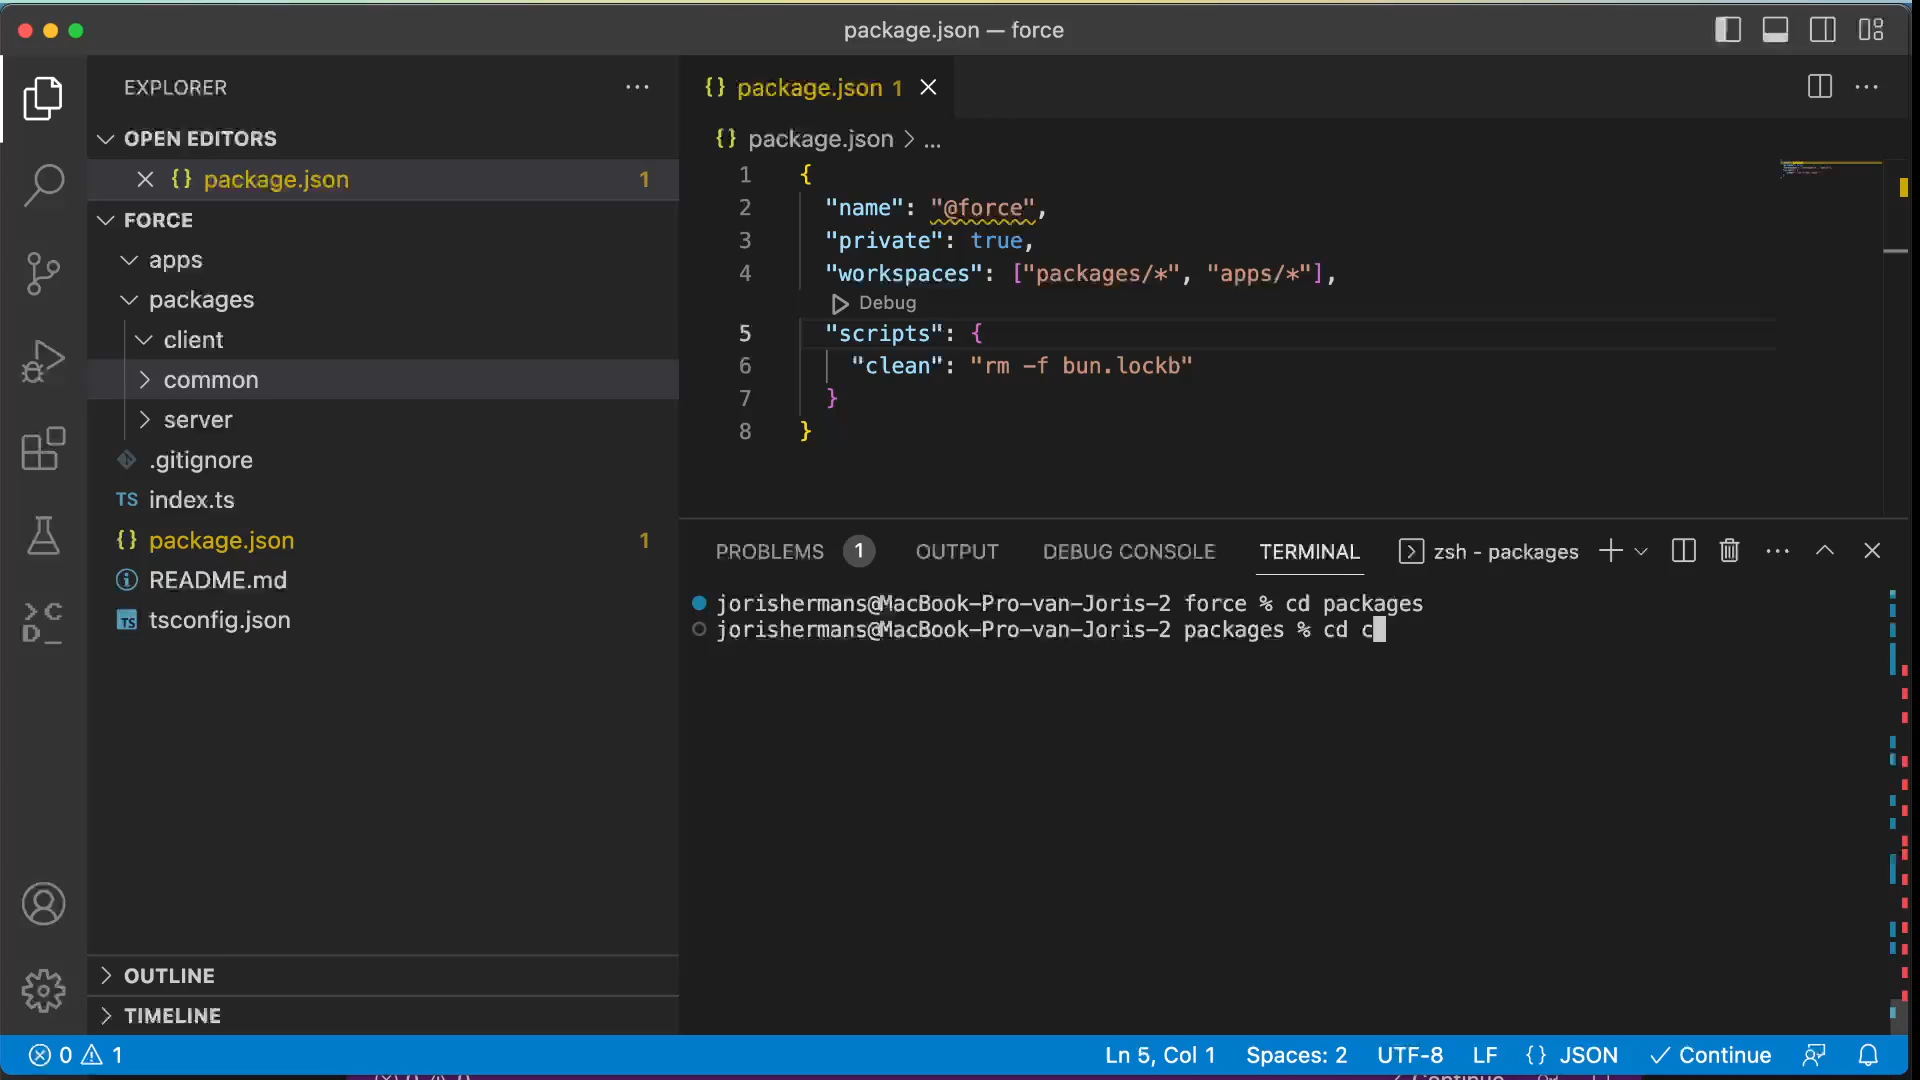 package.json — force
EXPLORER
package.json 1
OPEN EDITORS
package.json 1
FORCE
apps
packages
client
common
server
.gitignore
index.ts
package.json 1
README.md
tsconfig.json
OUTLINE
TIMELINE
package.json > ...
1 {
2 "name": "@force",
3 "private": true,
4 "workspaces": ["packages/*", "apps/*"],
Debug
5 "scripts": {
6 "clean": "rm -f bun.lockb"
7 }
8 }
PROBLEMS 1 OUTPUT DEBUG CONSOLE TERMINAL zsh - packages
jorishermans@MacBook-Pro-van-Joris-2 force % cd packages
jorishermans@MacBook-Pro-van-Joris-2 packages % cd c
0 1 Ln 5, Col 1 Spaces: 2 UTF-8 LF {} JSON Continue